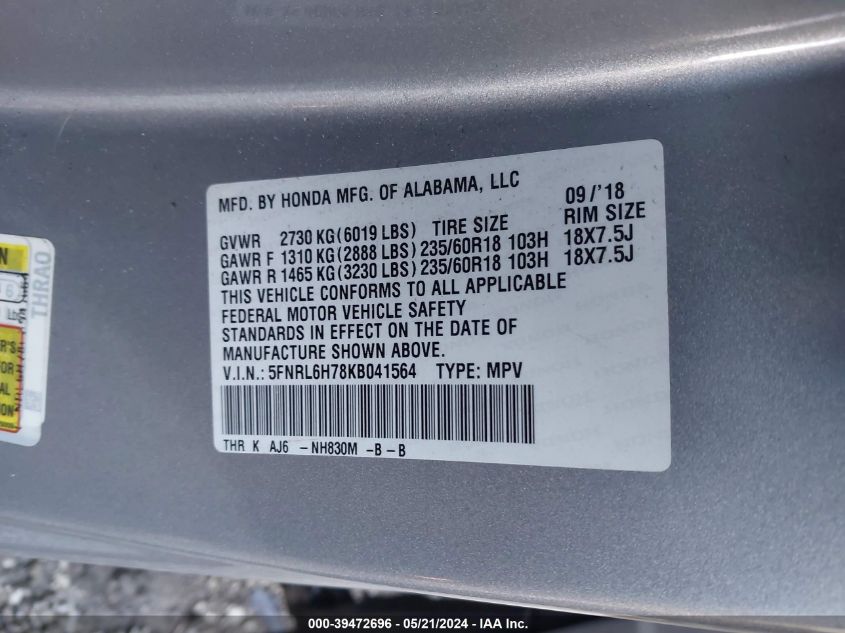 MFD. BY HONDA MFG. OF ALABAMA, LLC 09/'18
GVWR 2730 KG(6019 LBS) TIRE SIZE RIM SIZE
GAWR F 1310 KG(2888 LBS) 235/60R18 103H 18X7.5J
GAWR R 1465 KG(3230 LBS) 235/60R18 103H 18X7.5J
THIS VEHICLE CONFORMS TO ALL APPLICABLE
FEDERAL MOTOR VEHICLE SAFETY
STANDARDS IN EFFECT ON THE DATE OF
MANUFACTURE SHOWN ABOVE.
V.I.N.: 5FNRL6H78KB041564 TYPE: MPV
THR K AJ6 -NH830M -B-B
THRAO
000-39472696 - 05/21/2024 - IAA Inc.